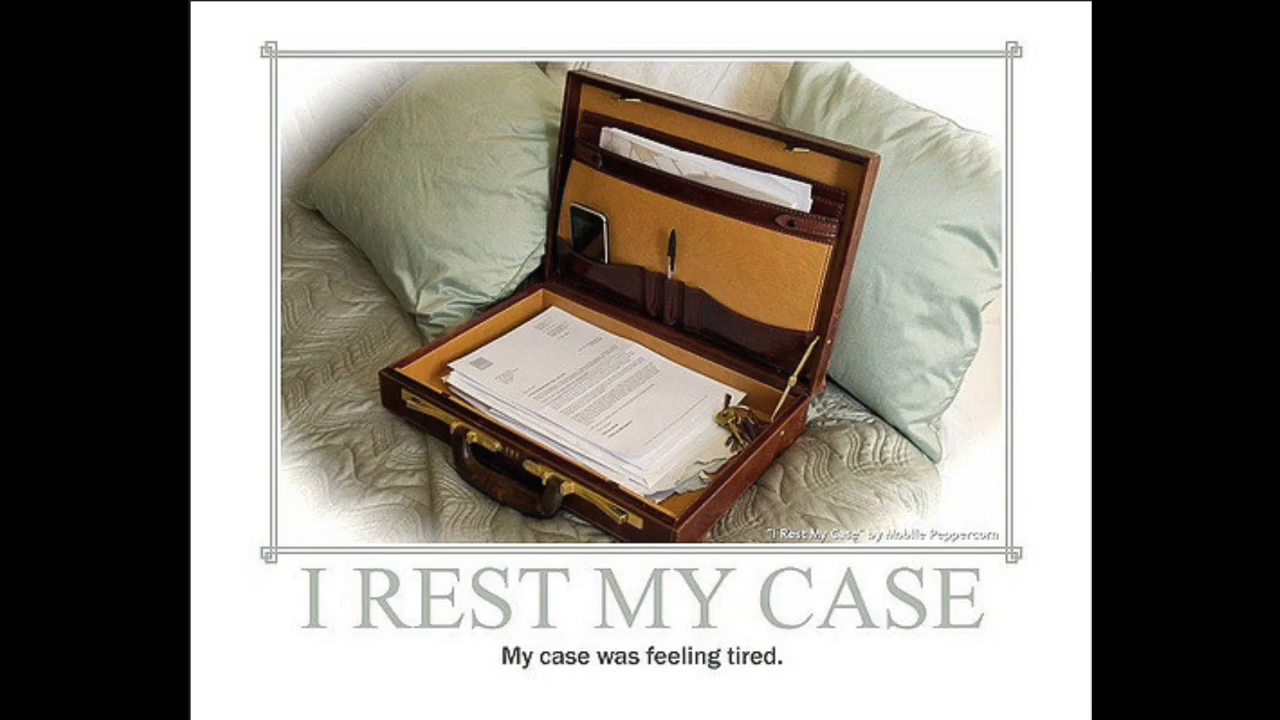 "I Rest My Case" by Mobile Peppercorn
I REST MY CASE
My case was feeling tired.